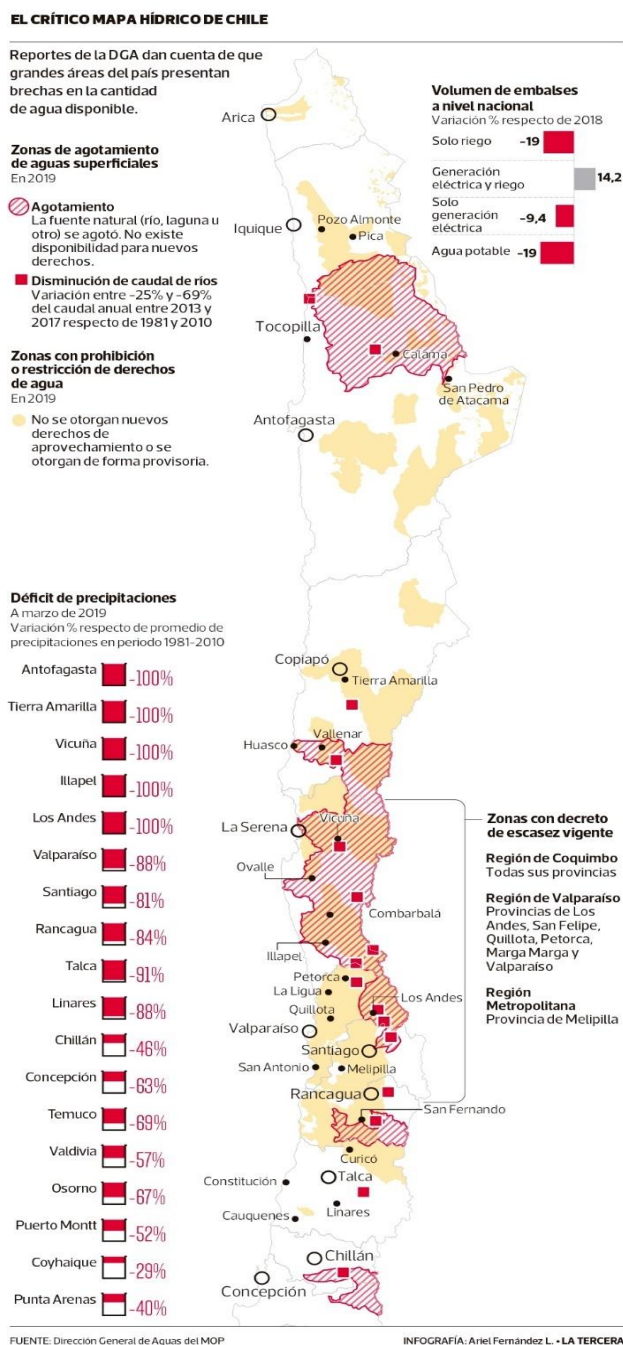 EL CRÍTICO MAPA HÍDRICO DE CHILE
Reportes de la DGA dan cuenta de que
grandes áreas del país presentan
brechas en la cantidad
de agua disponible.
Zonas de agotamiento
de aguas superficiales
En 2019
Agotamiento
La fuente natural (río, laguna u
otro) se agotó. No existe
disponibilidad para nuevos
derechos.
Disminución de caudal de ríos
Variación entre -25% y -69%
del caudal anual entre 2013 y
2017 respecto de 1981 y 2010
Zonas con prohibición
o restricción de derechos
de agua
En 2019
No se otorgan nuevos
derechos de
aprovechamiento o se
otorgan de forma provisoria.
Volumen de embalses
a nivel nacional
Variación % respecto de 2018
Solo riego -19
Generación
eléctrica y riego 14,2
Solo
generación
eléctrica -9,4
Agua potable -19
Arica
Iquique
Pozo Almonte
Pica
Tocopilla
Calama
San Pedro
de Atacama
Antofagasta
Déficit de precipitaciones
A marzo de 2019
Variación % respecto de promedio de
precipitaciones en periodo 1981-2010
Antofagasta -100%
Tierra Amarilla -100%
Vicuña -100%
Illapel -100%
Los Andes -100%
Valparaíso -88%
Santiago -81%
Rancagua -84%
Talca -91%
Linares -88%
Chillán -46%
Concepción -63%
Temuco -69%
Valdivia -57%
Osorno -67%
Puerto Montt -52%
Coyhaique -29%
Punta Arenas -40%
Copiapó
Tierra Amarilla
Huasco
Vallenar
La Serena
Vicuña
Ovalle
Combarbalá
Illapel
Petorca
La Ligua
Quillota
Los Andes
Valparaíso
Santiago
San Antonio
Melipilla
Rancagua
San Fernando
Curicó
Constitución
Talca
Cauquenes
Linares
Chillán
Concepción
Zonas con decreto
de escasez vigente
Región de Coquimbo
Todas sus provincias
Región de Valparaíso
Provincias de Los
Andes, San Felipe,
Quillota, Petorca,
Marga Marga y
Valparaíso
Región
Metropolitana
Provincia de Melipilla
FUENTE: Dirección General de Aguas del MOP
INFOGRAFÍA: Ariel Fernández L. • LA TERCERA